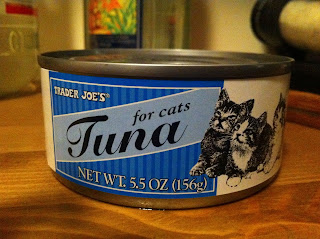 TRADER JOE'S®
for cats
Tuna
NET WT. 5.5 OZ (156g)